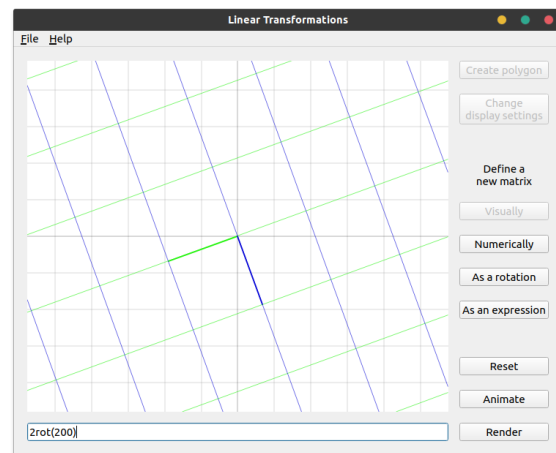 Linear Transformations
File Help
Create polygon
Change
display settings
Define a
new matrix
Visually
Numerically
As a rotation
As an expression
Reset
Animate
2rot(200)
Render